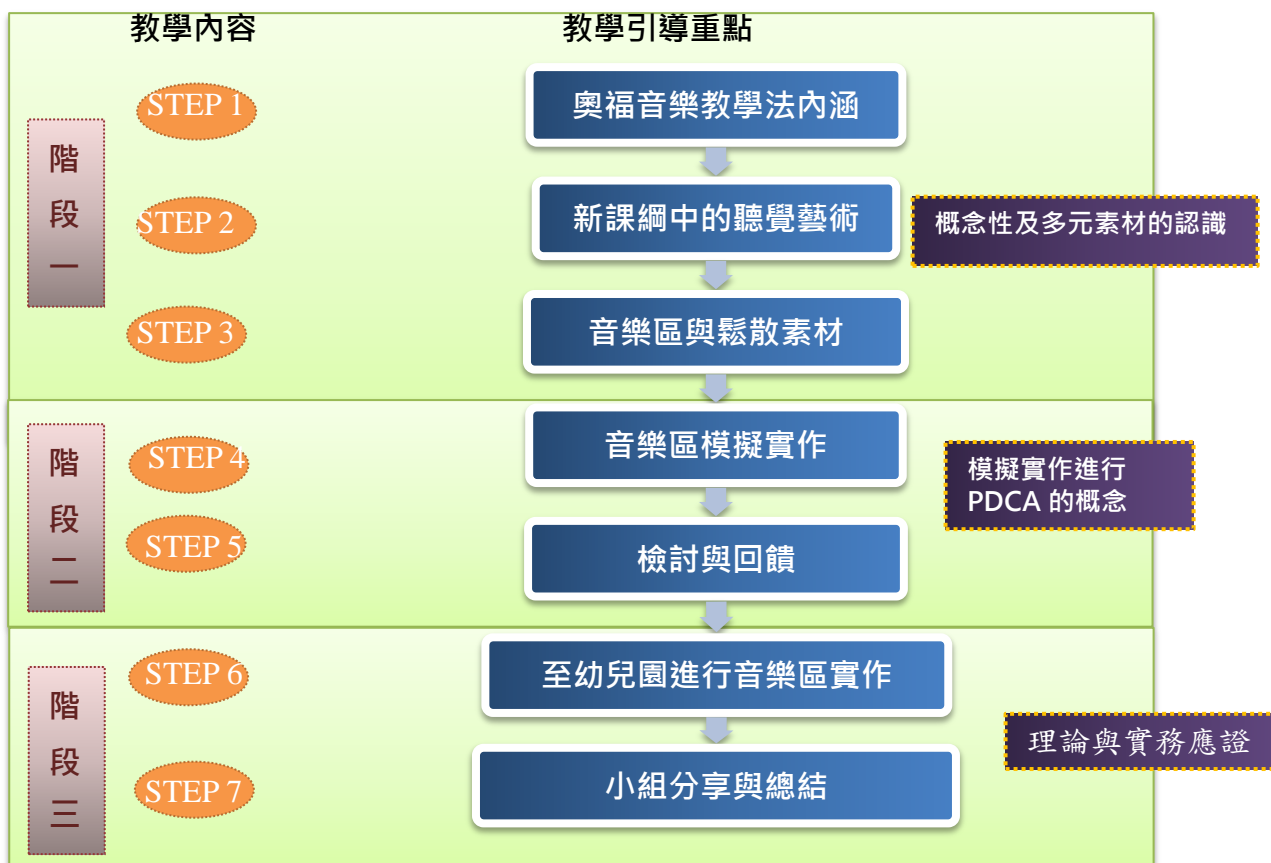 教學內容
教學引導重點
階段一
STEP 1
奧福音樂教學法內涵
STEP 2
新課綱中的聽覺藝術
概念性及多元素材的認識
STEP 3
音樂區與鬆散素材
階段二
STEP 4
音樂區模擬實作
模擬實作進行
PDCA 的概念
STEP 5
檢討與回饋
階段三
STEP 6
至幼兒園進行音樂區實作
理論與實務應證
STEP 7
小組分享與總結